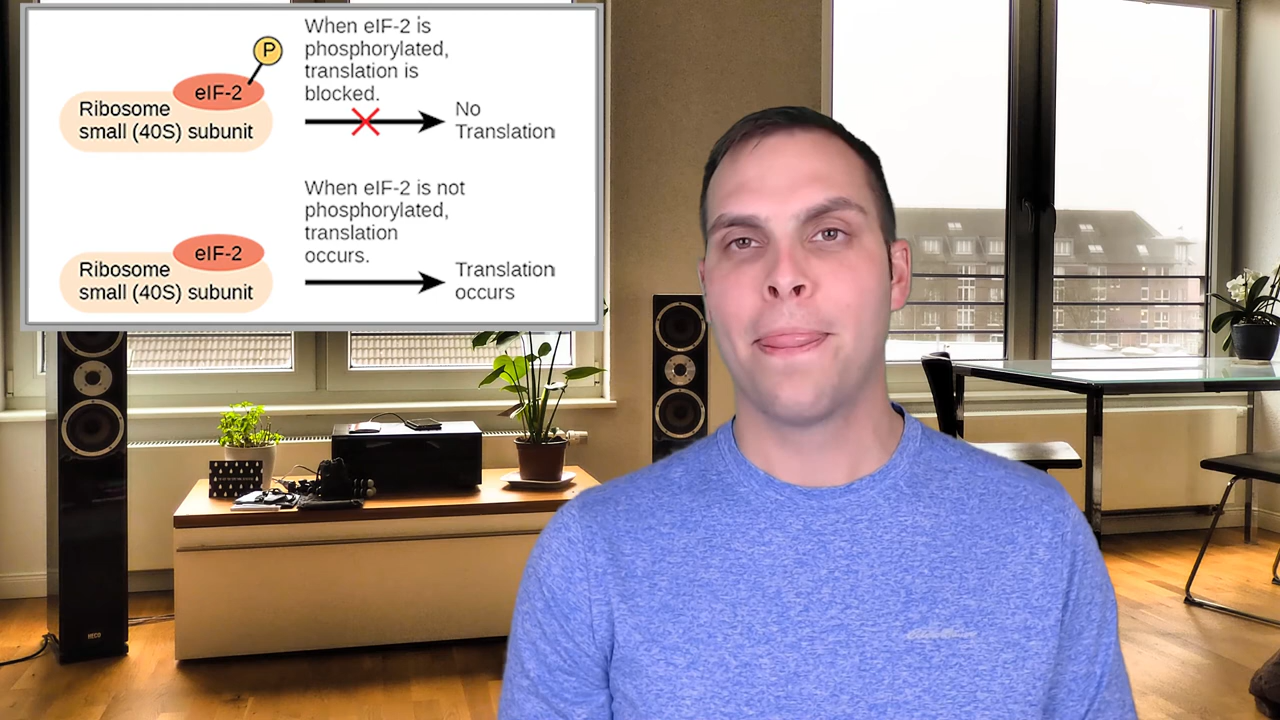 P
When eIF-2 is
phosphorylated,
translation is
blocked.
eIF-2
Ribosome
small (40S) subunit
No
Translation
When eIF-2 is not
phosphorylated,
translation
occurs.
eIF-2
Ribosome
small (40S) subunit
Translation
occurs
HECO